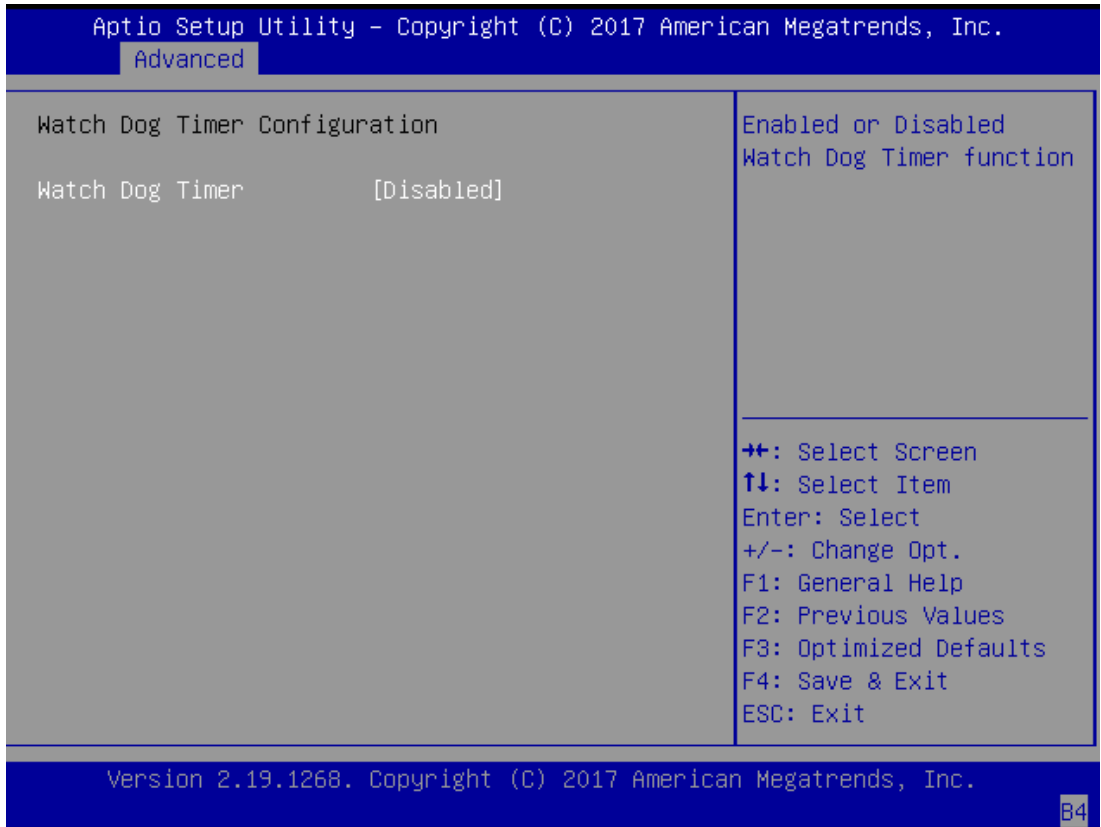 Aptio Setup Utility – Copyright (C) 2017 American Megatrends, Inc.
Advanced
Watch Dog Timer Configuration
Watch Dog Timer [Disabled]
Enabled or Disabled
Watch Dog Timer function
→←: Select Screen
↑↓: Select Item
Enter: Select
+/-: Change Opt.
F1: General Help
F2: Previous Values
F3: Optimized Defaults
F4: Save & Exit
ESC: Exit
Version 2.19.1268. Copyright (C) 2017 American Megatrends, Inc.
B4